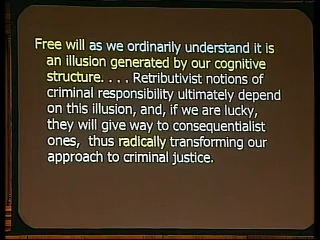 Free will as we ordinarily understand it is
an illusion generated by our cognitive
structure. . . . Retributivist notions of
criminal responsibility ultimately depend
on this illusion, and, if we are lucky,
they will give way to consequentialist
ones, thus radically transforming our
approach to criminal justice.